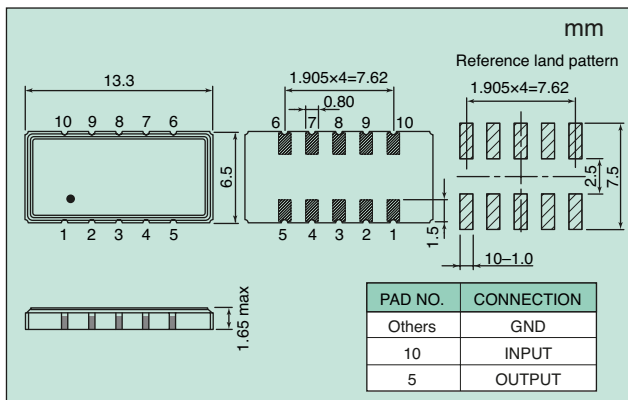 mm
Reference land pattern
13.3
1.905×4=7.62
1.905×4=7.62
0.80
10 9 8 7 6
6 7 8 9 10
6.5
2.5
7.5
1 2 3 4 5
5 4 3 2 1
1.5
10–1.0
1.65 max
PAD NO. CONNECTION
Others GND
10 INPUT
5 OUTPUT